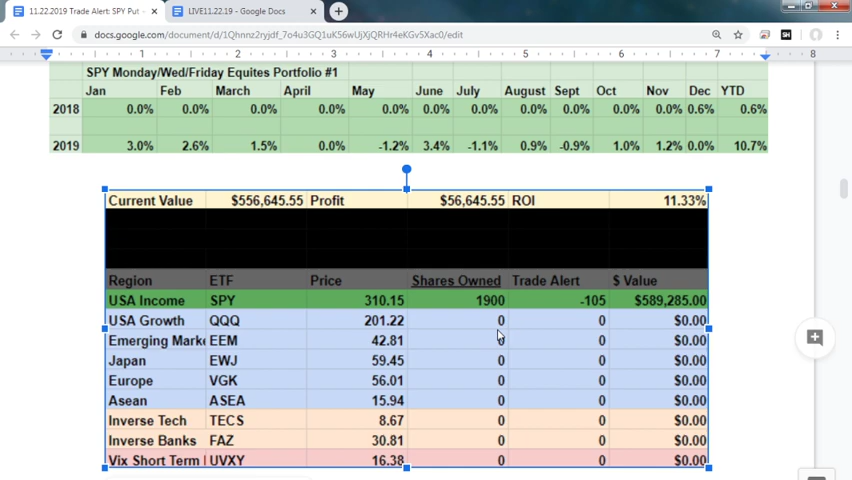 11.22.2019 Trade Alert: SPY Put - ×
LIVE11.22.19 - Google Docs ×
docs.google.com/document/d/1Qhnnz2ryjdf_7o4u3GQ1uK56wUjXjQRHr4eKGv5Xac0/edit
1 2 3 4 5 6 7 8
SPY Monday/Wed/Friday Equites Portfolio #1
Jan Feb March April May June July August Sept Oct Nov Dec YTD
2018 0.0% 0.0% 0.0% 0.0% 0.0% 0.0% 0.0% 0.0% 0.0% 0.0% 0.0% 0.6% 0.6%
2019 3.0% 2.6% 1.5% 0.0% -1.2% 3.4% -1.1% 0.9% -0.9% 1.0% 1.2% 0.0% 10.7%
Current Value $556,645.55 Profit $56,645.55 ROI 11.33%
Region ETF Price Shares Owned Trade Alert $ Value
USA Income SPY 310.15 1900 -105 $589,285.00
USA Growth QQQ 201.22 0 0 $0.00
Emerging Marke EEM 42.81 0 0 $0.00
Japan EWJ 59.45 0 0 $0.00
Europe VGK 56.01 0 0 $0.00
Asean ASEA 15.94 0 0 $0.00
Inverse Tech TECS 8.67 0 0 $0.00
Inverse Banks FAZ 30.81 0 0 $0.00
Vix Short Term UVXY 16.38 0 0 $0.00